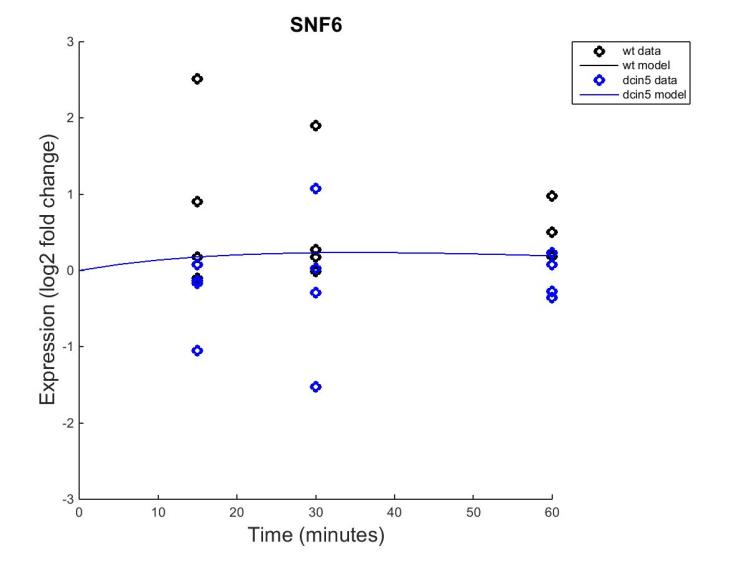 SNF6
wt data
wt model
dcin5 data
dcin5 model
Expression (log2 fold change)
3
2
1
0
-1
-2
-3
0 10 20 30 40 50 60
Time (minutes)